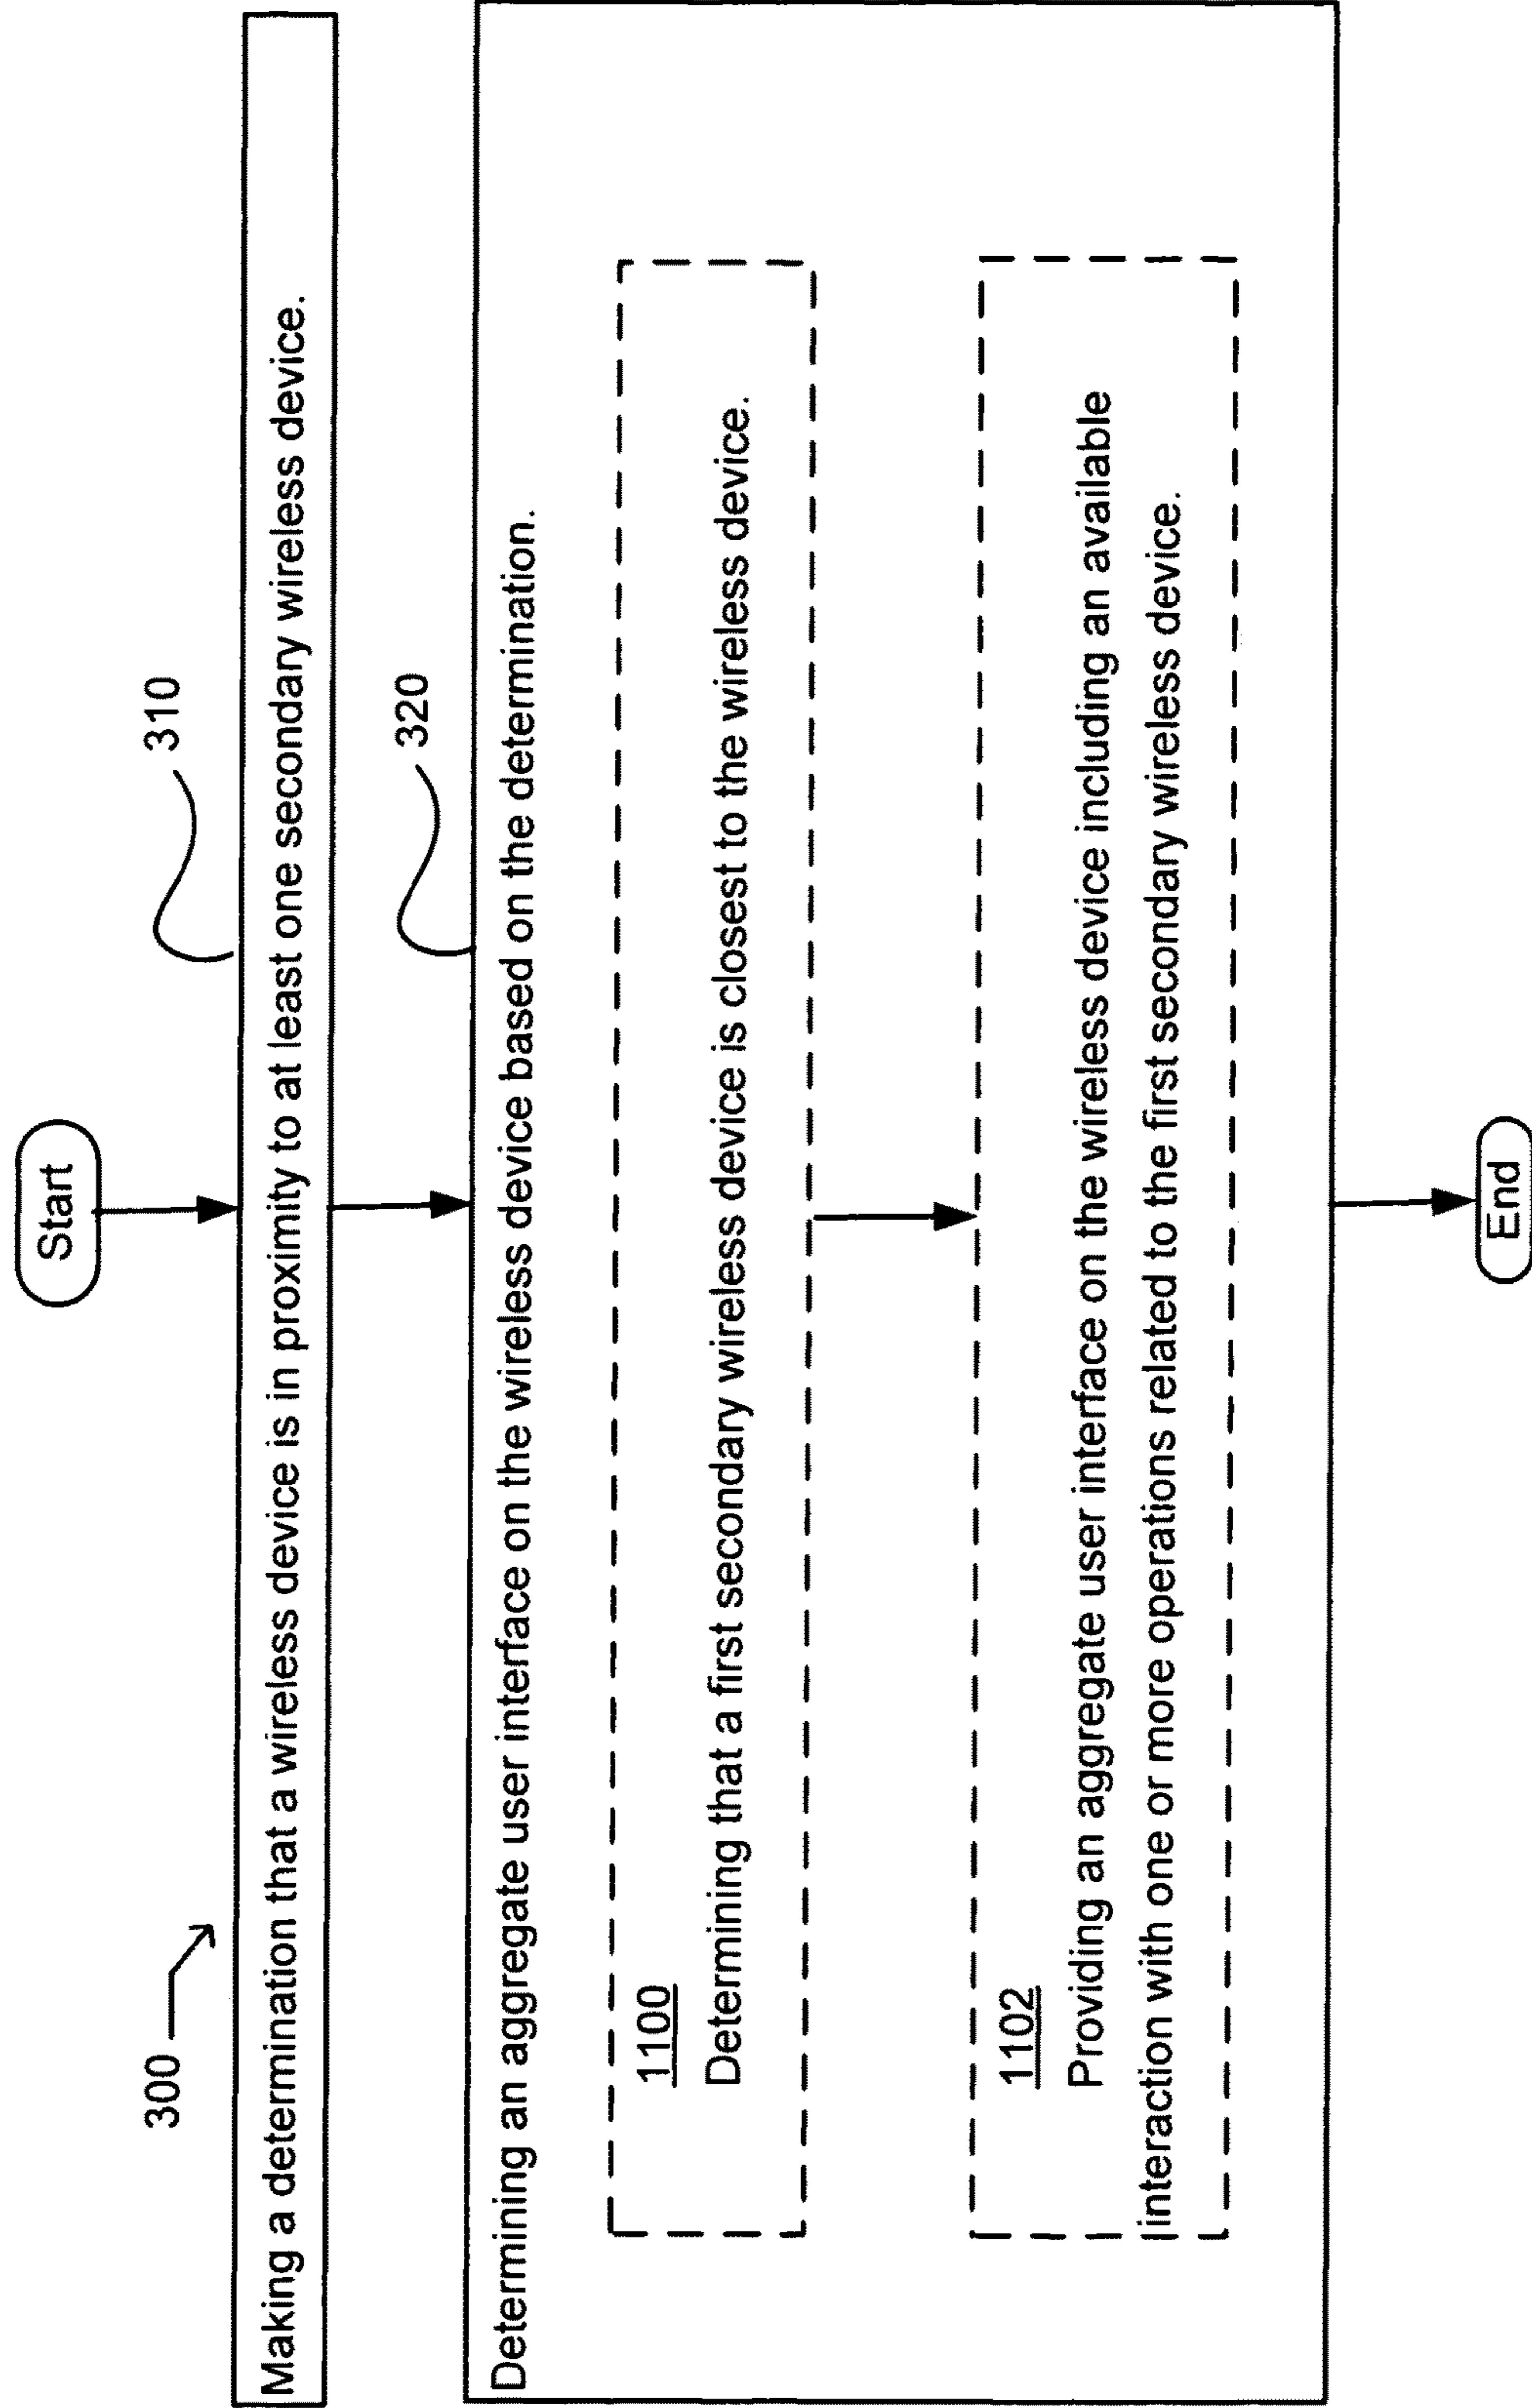 Start
300
310
Making a determination that a wireless device is in proximity to at least one secondary wireless device.
320
Determining an aggregate user interface on the wireless device based on the determination.
1100
Determining that a first secondary wireless device is closest to the wireless device.
1102
Providing an aggregate user interface on the wireless device including an available
interaction with one or more operations related to the first secondary wireless device.
End